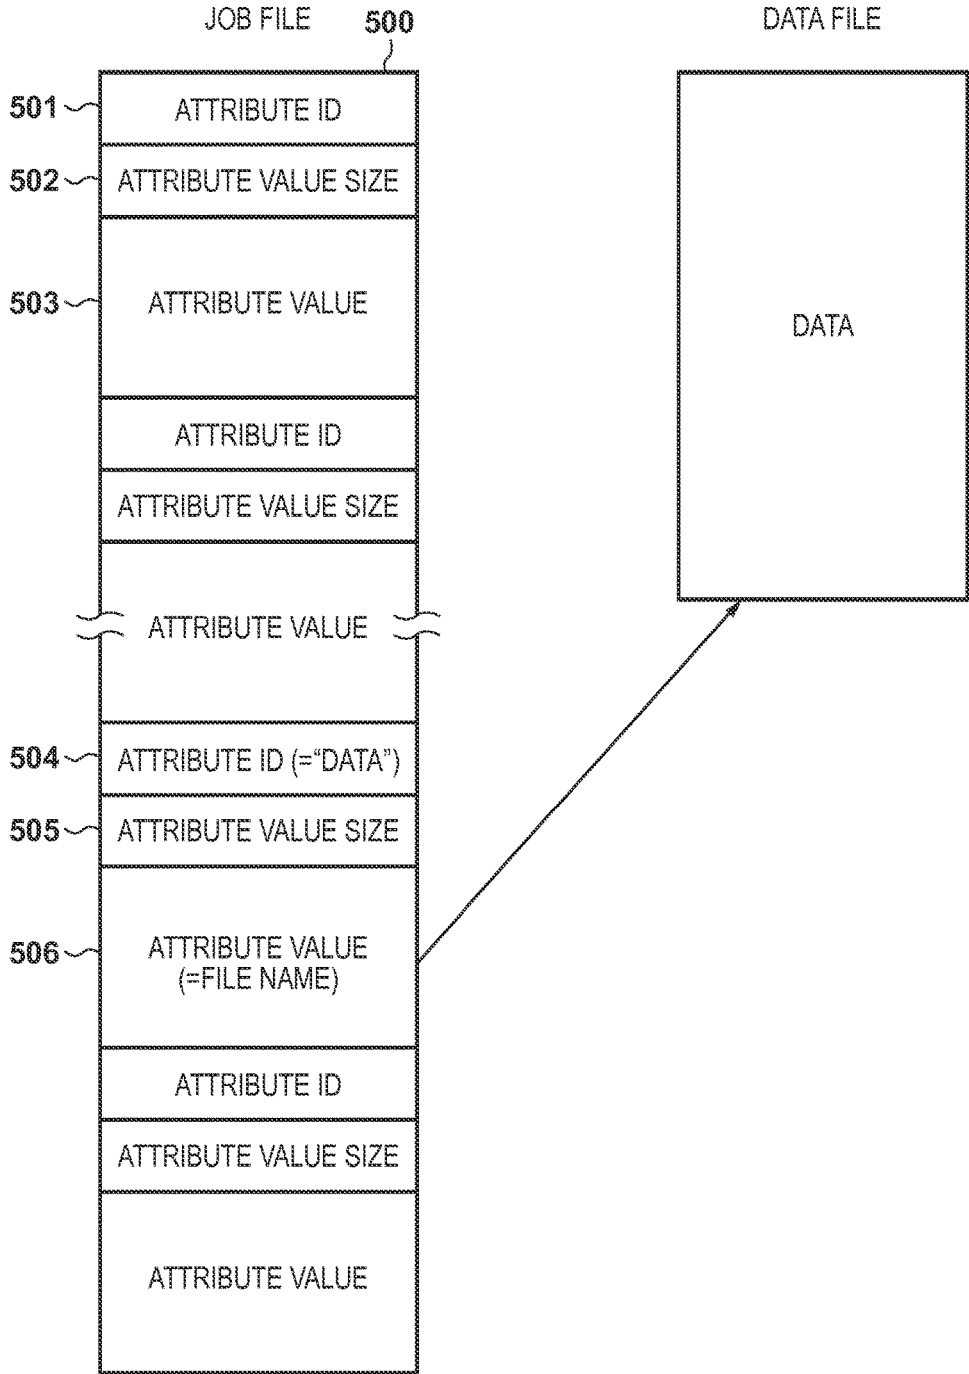 JOB FILE
500
DATA FILE
501
ATTRIBUTE ID
502
ATTRIBUTE VALUE SIZE
503
ATTRIBUTE VALUE
DATA
ATTRIBUTE ID
ATTRIBUTE VALUE SIZE
ATTRIBUTE VALUE
504
ATTRIBUTE ID (="DATA")
505
ATTRIBUTE VALUE SIZE
506
ATTRIBUTE VALUE
(=FILE NAME)
ATTRIBUTE ID
ATTRIBUTE VALUE SIZE
ATTRIBUTE VALUE